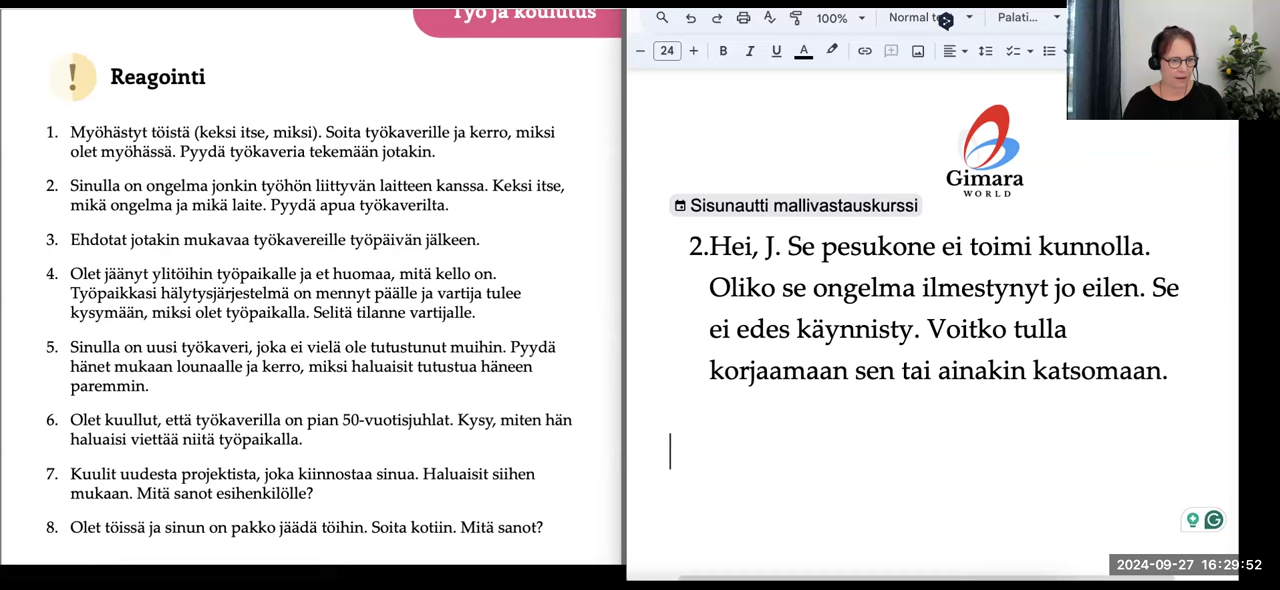 Työ ja koulutus
! Reagointi
1. Myöhästyt töistä (keksi itse, miksi). Soita työkaverille ja kerro, miksi
olet myöhässä. Pyydä työkaveria tekemään jotakin.
2. Sinulla on ongelma jonkin työhön liittyvän laitteen kanssa. Keksi itse,
mikä ongelma ja mikä laite. Pyydä apua työkaverilta.
3. Ehdotat jotakin mukavaa työkavereille työpäivän jälkeen.
4. Olet jäänyt ylitöihin työpaikalle ja et huomaa, mitä kello on.
Työpaikkasi hälytysjärjestelmä on mennyt päälle ja vartija tulee
kysymään, miksi olet työpaikalla. Selitä tilanne vartijalle.
5. Sinulla on uusi työkaveri, joka ei vielä ole tutustunut muihin. Pyydä
hänet mukaan lounaalle ja kerro, miksi haluaisit tutustua häneen
paremmin.
6. Olet kuullut, että työkaverilla on pian 50-vuotisjuhlat. Kysy, miten hän
haluaisi viettää niitä työpaikalla.
7. Kuulit uudesta projektista, joka kiinnostaa sinua. Haluaisit siihen
mukaan. Mitä sanot esihenkilölle?
8. Olet töissä ja sinun on pakko jäädä töihin. Soita kotiin. Mitä sanot?
100% Normal t Palati...
24 B I U A
Gimara
WORLD
Sisunautti mallivastauskurssi
2.Hei, J. Se pesukone ei toimi kunnolla.
Oliko se ongelma ilmestynyt jo eilen. Se
ei edes käynnisty. Voitko tulla
korjaamaan sen tai ainakin katsomaan.
2024-09-27 16:29:52